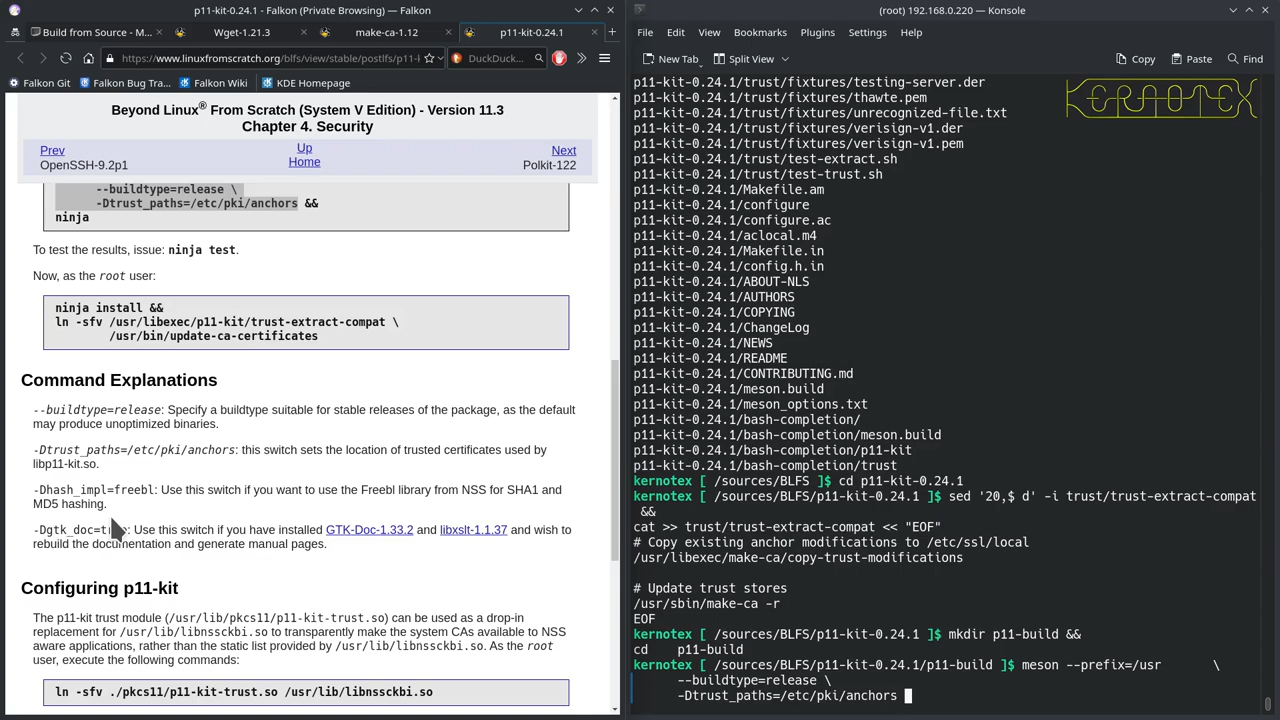 p11-kit-0.24.1 — Falkon (Private Browsing) — Falkon
Build from Source - M...
Wget-1.21.3
make-ca-1.12
p11-kit-0.24.1
https://www.linuxfromscratch.org/blfs/view/stable/postlfs/p11-k
DuckDuck...
Falkon Git
Falkon Bug Tra...
Falkon Wiki
KDE Homepage
Beyond Linux® From Scratch (System V Edition) - Version 11.3
Chapter 4. Security
Prev
Up
Next
OpenSSH-9.2p1
Home
Polkit-122
--buildtype=release \
-Dtrust_paths=/etc/pki/anchors &&
ninja
To test the results, issue: ninja test.
Now, as the root user:
ninja install &&
ln -sfv /usr/libexec/p11-kit/trust-extract-compat \
/usr/bin/update-ca-certificates
Command Explanations
--buildtype=release: Specify a buildtype suitable for stable releases of the package, as the default
may produce unoptimized binaries.
-Dtrust_paths=/etc/pki/anchors: this switch sets the location of trusted certificates used by
libp11-kit.so.
-Dhash_impl=freebl: Use this switch if you want to use the Freebl library from NSS for SHA1 and
MD5 hashing.
-Dgtk_doc=true: Use this switch if you have installed GTK-Doc-1.33.2 and libxslt-1.1.37 and wish to
rebuild the documentation and generate manual pages.
Configuring p11-kit
The p11-kit trust module (/usr/lib/pkcs11/p11-kit-trust.so) can be used as a drop-in
replacement for /usr/lib/libnssckbi.so to transparently make the system CAs available to NSS
aware applications, rather than the static list provided by /usr/lib/libnssckbi.so. As the root
user, execute the following commands:
ln -sfv ./pkcs11/p11-kit-trust.so /usr/lib/libnssckbi.so
(root) 192.168.0.220 — Konsole
File Edit View Bookmarks Plugins Settings Help
New Tab Split View Copy Paste Find
KERNOTEX
p11-kit-0.24.1/trust/fixtures/testing-server.der
p11-kit-0.24.1/trust/fixtures/thawte.pem
p11-kit-0.24.1/trust/fixtures/unrecognized-file.txt
p11-kit-0.24.1/trust/fixtures/verisign-v1.der
p11-kit-0.24.1/trust/fixtures/verisign-v1.pem
p11-kit-0.24.1/trust/test-extract.sh
p11-kit-0.24.1/trust/test-trust.sh
p11-kit-0.24.1/Makefile.am
p11-kit-0.24.1/configure
p11-kit-0.24.1/configure.ac
p11-kit-0.24.1/aclocal.m4
p11-kit-0.24.1/Makefile.in
p11-kit-0.24.1/config.h.in
p11-kit-0.24.1/ABOUT-NLS
p11-kit-0.24.1/AUTHORS
p11-kit-0.24.1/COPYING
p11-kit-0.24.1/ChangeLog
p11-kit-0.24.1/NEWS
p11-kit-0.24.1/README
p11-kit-0.24.1/CONTRIBUTING.md
p11-kit-0.24.1/meson.build
p11-kit-0.24.1/meson_options.txt
p11-kit-0.24.1/bash-completion/
p11-kit-0.24.1/bash-completion/meson.build
p11-kit-0.24.1/bash-completion/p11-kit
p11-kit-0.24.1/bash-completion/trust
kernotex [ /sources/BLFS ]$ cd p11-kit-0.24.1
kernotex [ /sources/BLFS/p11-kit-0.24.1 ]$ sed '20,$ d' -i trust/trust-extract-compat
&&
cat >> trust/trust-extract-compat << "EOF"
# Copy existing anchor modifications to /etc/ssl/local
/usr/libexec/make-ca/copy-trust-modifications
# Update trust stores
/usr/sbin/make-ca -r
EOF
kernotex [ /sources/BLFS/p11-kit-0.24.1 ]$ mkdir p11-build &&
cd    p11-build
kernotex [ /sources/BLFS/p11-kit-0.24.1/p11-build ]$ meson --prefix=/usr       \
--buildtype=release \
-Dtrust_paths=/etc/pki/anchors